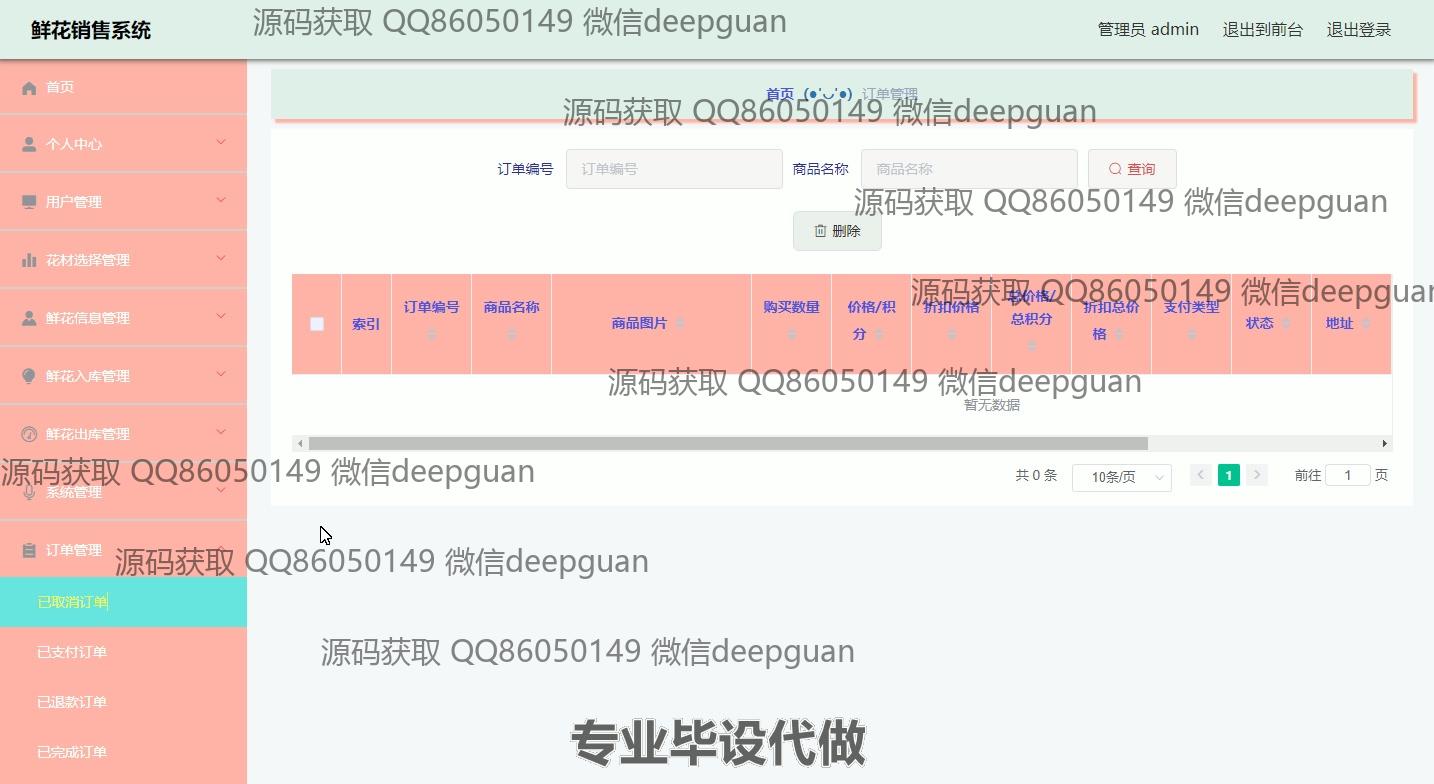 鲜花销售系统
源码获取 QQ86050149 微信deepguan
管理员 admin 退出到前台 退出登录
首页
个人中心
用户管理
花材选择管理
鲜花信息管理
鲜花入库管理
鲜花出库管理
系统管理
订单管理
已取消订单
已支付订单
已退款订单
已完成订单
首页 (●'◡'●) 订单管理
源码获取 QQ86050149 微信deepguan
订单编号 订单编号 商品名称 商品名称 查询
源码获取 QQ86050149 微信deepguan
删除
源码获取 QQ86050149 微信deepguan
索引 订单编号 商品名称 商品图片 购买数量 价格/积分 折扣价格 总价格/总积分 折扣总价格 支付类型 状态 地址
源码获取 QQ86050149 微信deepguan
暂无数据
共 0 条 10条/页 1 前往 1 页
源码获取 QQ86050149 微信deepguan
源码获取 QQ86050149 微信deepguan
源码获取 QQ86050149 微信deepguan
专业毕设代做